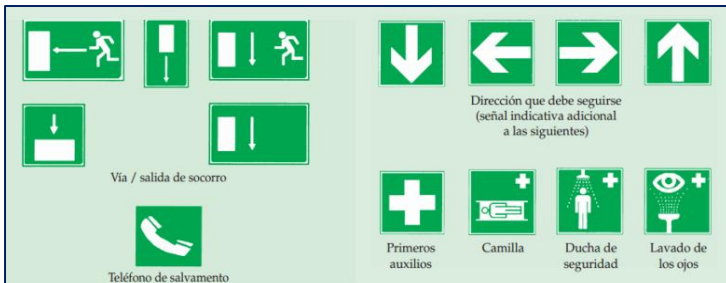 Vía / salida de socorro
Teléfono de salvamento
Dirección que debe seguirse
(señal indicativa adicional
a las siguientes)
Primeros
auxilios
Camilla
Ducha de
seguridad
Lavado de
los ojos